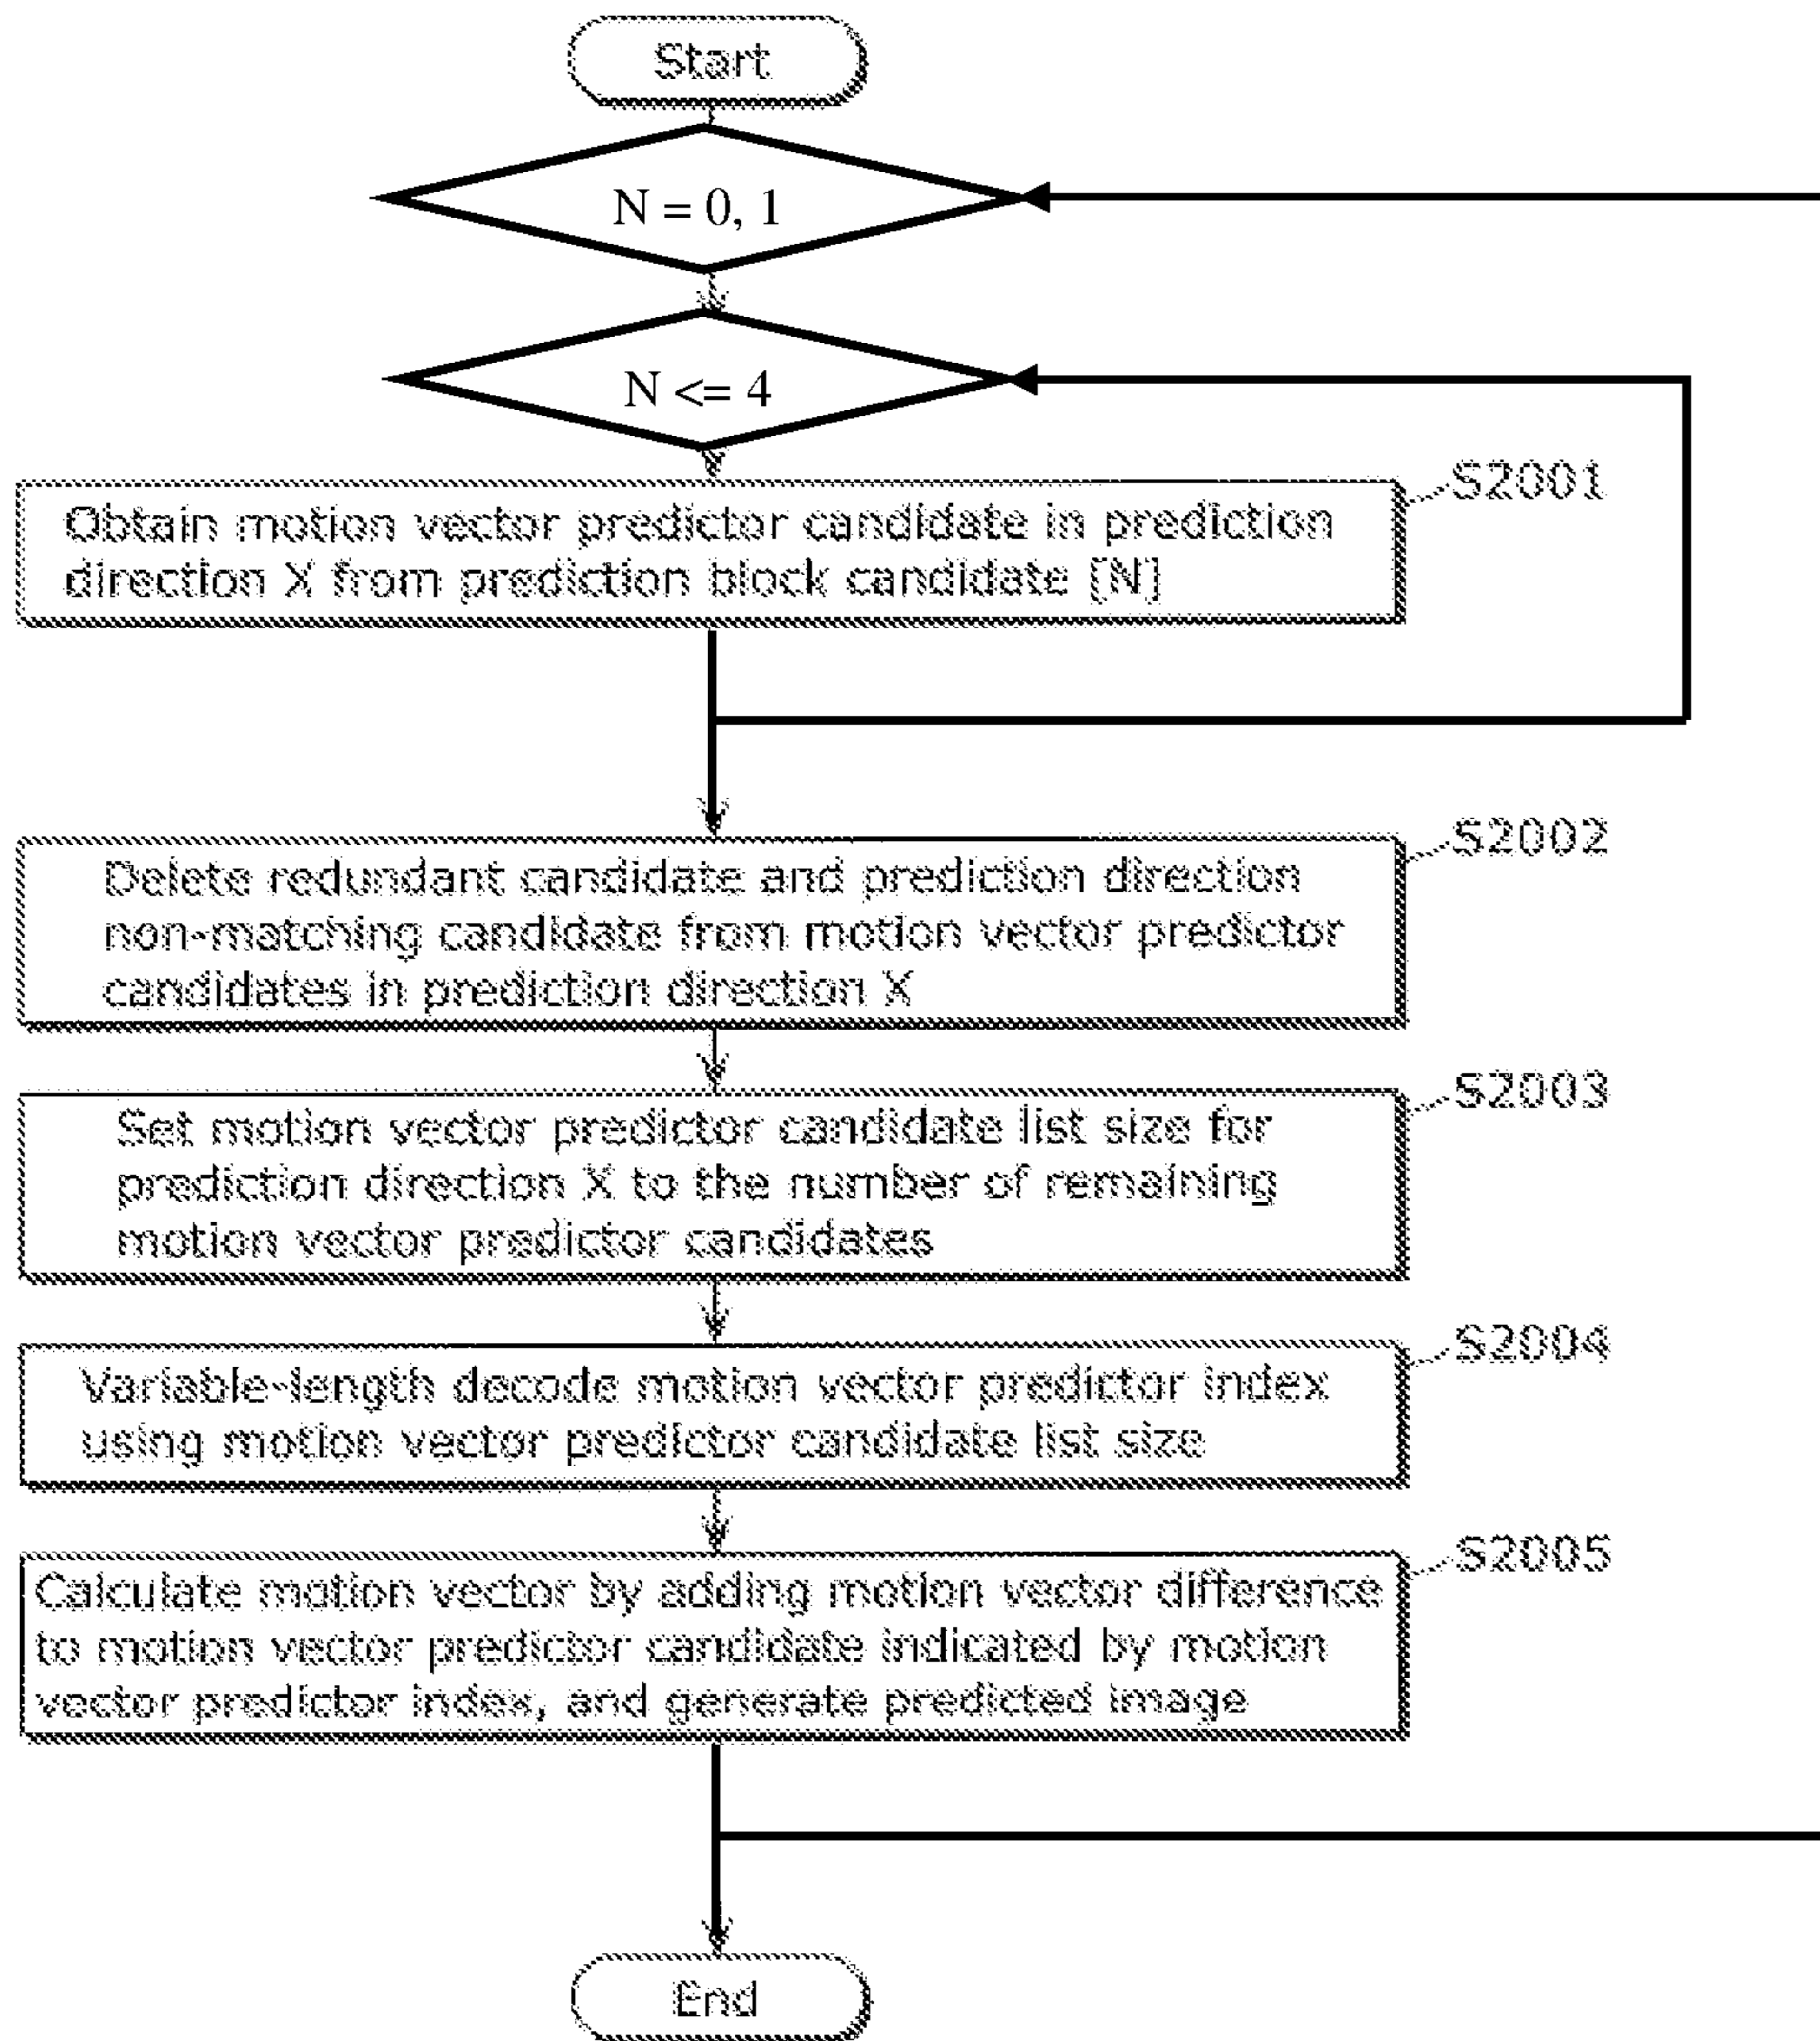 Start
N = 0, 1
N <= 4
S2001
Obtain motion vector predictor candidate in prediction
direction X from prediction block candidate [N]
S2002
Delete redundant candidate and prediction direction
non-matching candidate from motion vector predictor
candidates in prediction direction X
S2003
Set motion vector predictor candidate list size for
prediction direction X to the number of remaining
motion vector predictor candidates
S2004
Variable-length decode motion vector predictor index
using motion vector predictor candidate list size
S2005
Calculate motion vector by adding motion vector difference
to motion vector predictor candidate indicated by motion
vector predictor index, and generate predicted image
End